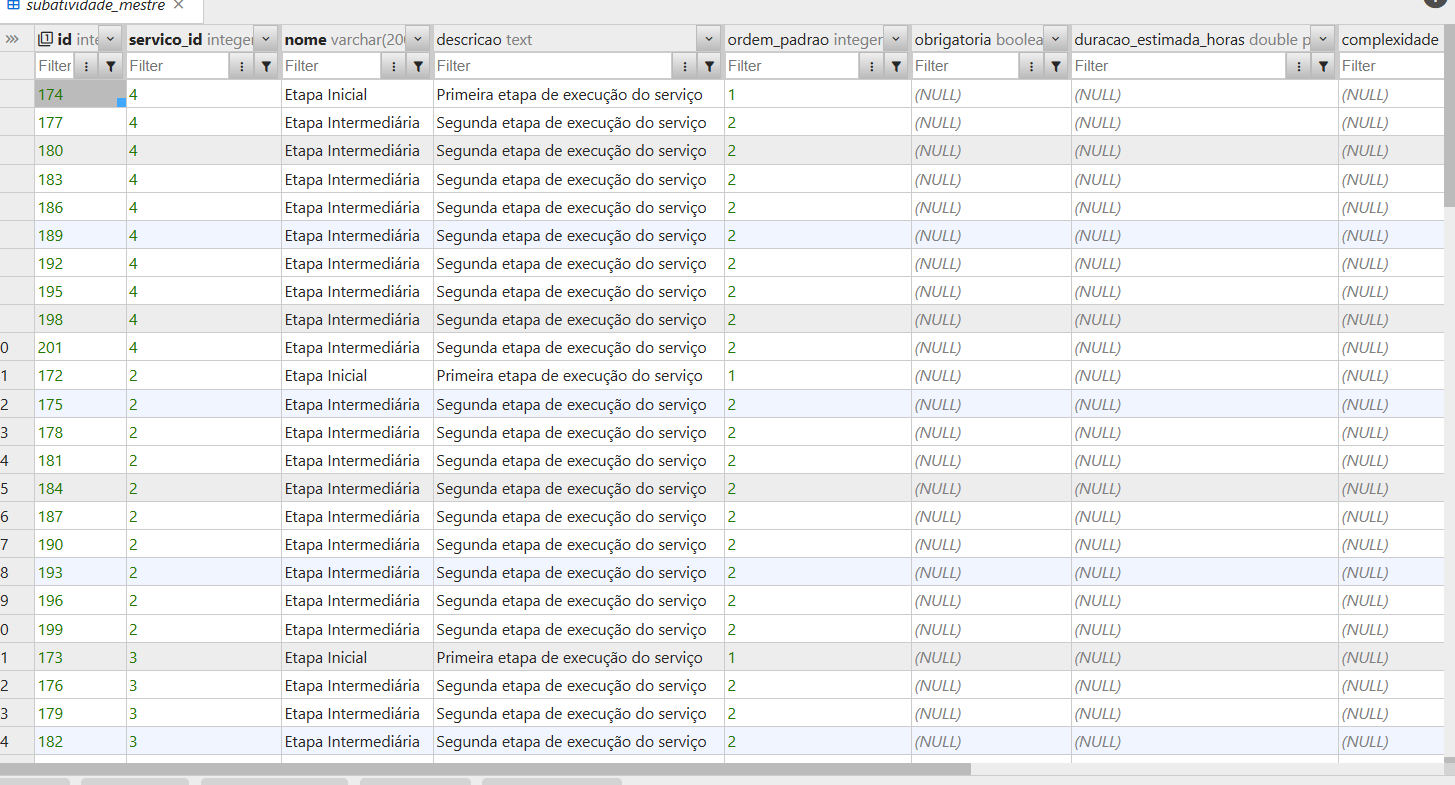 subatividade_mestre ×
id inte servico_id integer nome varchar(20 descricao text ordem_padrao integer obrigatoria boolea duracao_estimada_horas double p complexidade
Filter Filter Filter Filter Filter Filter Filter Filter
174 4 Etapa Inicial Primeira etapa de execução do serviço 1 (NULL) (NULL) (NULL)
177 4 Etapa Intermediária Segunda etapa de execução do serviço 2 (NULL) (NULL) (NULL)
180 4 Etapa Intermediária Segunda etapa de execução do serviço 2 (NULL) (NULL) (NULL)
183 4 Etapa Intermediária Segunda etapa de execução do serviço 2 (NULL) (NULL) (NULL)
186 4 Etapa Intermediária Segunda etapa de execução do serviço 2 (NULL) (NULL) (NULL)
189 4 Etapa Intermediária Segunda etapa de execução do serviço 2 (NULL) (NULL) (NULL)
192 4 Etapa Intermediária Segunda etapa de execução do serviço 2 (NULL) (NULL) (NULL)
195 4 Etapa Intermediária Segunda etapa de execução do serviço 2 (NULL) (NULL) (NULL)
198 4 Etapa Intermediária Segunda etapa de execução do serviço 2 (NULL) (NULL) (NULL)
0 201 4 Etapa Intermediária Segunda etapa de execução do serviço 2 (NULL) (NULL) (NULL)
1 172 2 Etapa Inicial Primeira etapa de execução do serviço 1 (NULL) (NULL) (NULL)
2 175 2 Etapa Intermediária Segunda etapa de execução do serviço 2 (NULL) (NULL) (NULL)
3 178 2 Etapa Intermediária Segunda etapa de execução do serviço 2 (NULL) (NULL) (NULL)
4 181 2 Etapa Intermediária Segunda etapa de execução do serviço 2 (NULL) (NULL) (NULL)
5 184 2 Etapa Intermediária Segunda etapa de execução do serviço 2 (NULL) (NULL) (NULL)
6 187 2 Etapa Intermediária Segunda etapa de execução do serviço 2 (NULL) (NULL) (NULL)
7 190 2 Etapa Intermediária Segunda etapa de execução do serviço 2 (NULL) (NULL) (NULL)
8 193 2 Etapa Intermediária Segunda etapa de execução do serviço 2 (NULL) (NULL) (NULL)
9 196 2 Etapa Intermediária Segunda etapa de execução do serviço 2 (NULL) (NULL) (NULL)
0 199 2 Etapa Intermediária Segunda etapa de execução do serviço 2 (NULL) (NULL) (NULL)
1 173 3 Etapa Inicial Primeira etapa de execução do serviço 1 (NULL) (NULL) (NULL)
2 176 3 Etapa Intermediária Segunda etapa de execução do serviço 2 (NULL) (NULL) (NULL)
3 179 3 Etapa Intermediária Segunda etapa de execução do serviço 2 (NULL) (NULL) (NULL)
4 182 3 Etapa Intermediária Segunda etapa de execução do serviço 2 (NULL) (NULL) (NULL)